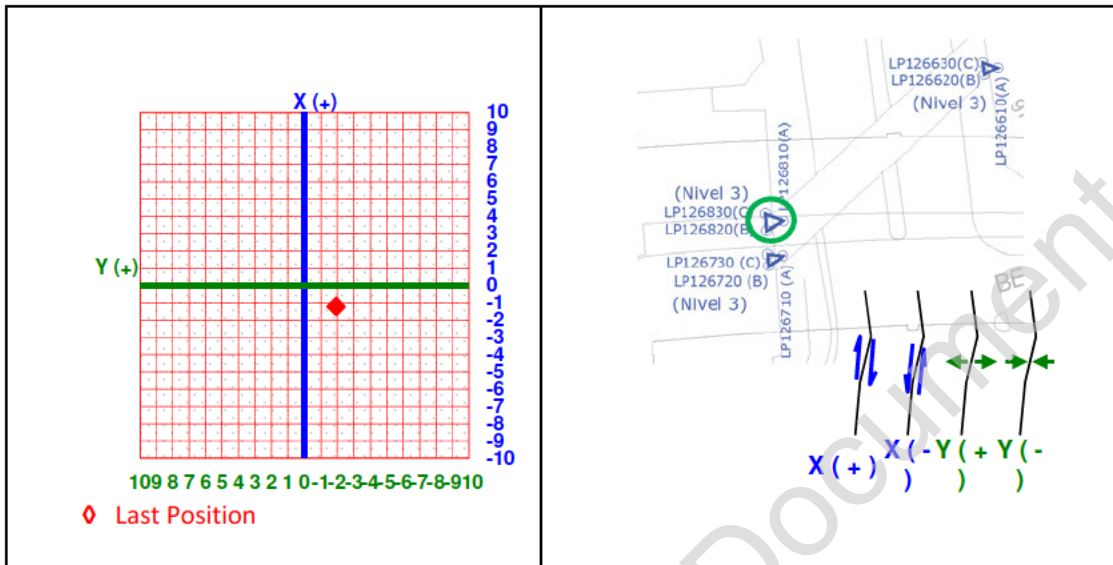 X (+)
10
9
8
7
6
5
4
3
2
1
0
-1
-2
-3
-4
-5
-6
-7
-8
-9
-10
Y (+)
109 8 7 6 5 4 3 2 1 0-1-2-3-4-5-6-7-8-910
Last Position
LP126630(C)
LP126620(B)
(Nivel 3)
LP126610(A)
LP126810(A)
(Nivel 3)
LP126830(C)
LP126820(B)
LP126730 (C)
LP126720 (B)
(Nivel 3)
LP126710 (A)
BE
X ( + )
X ( -
)
Y ( +
)
Y ( -
)
Document